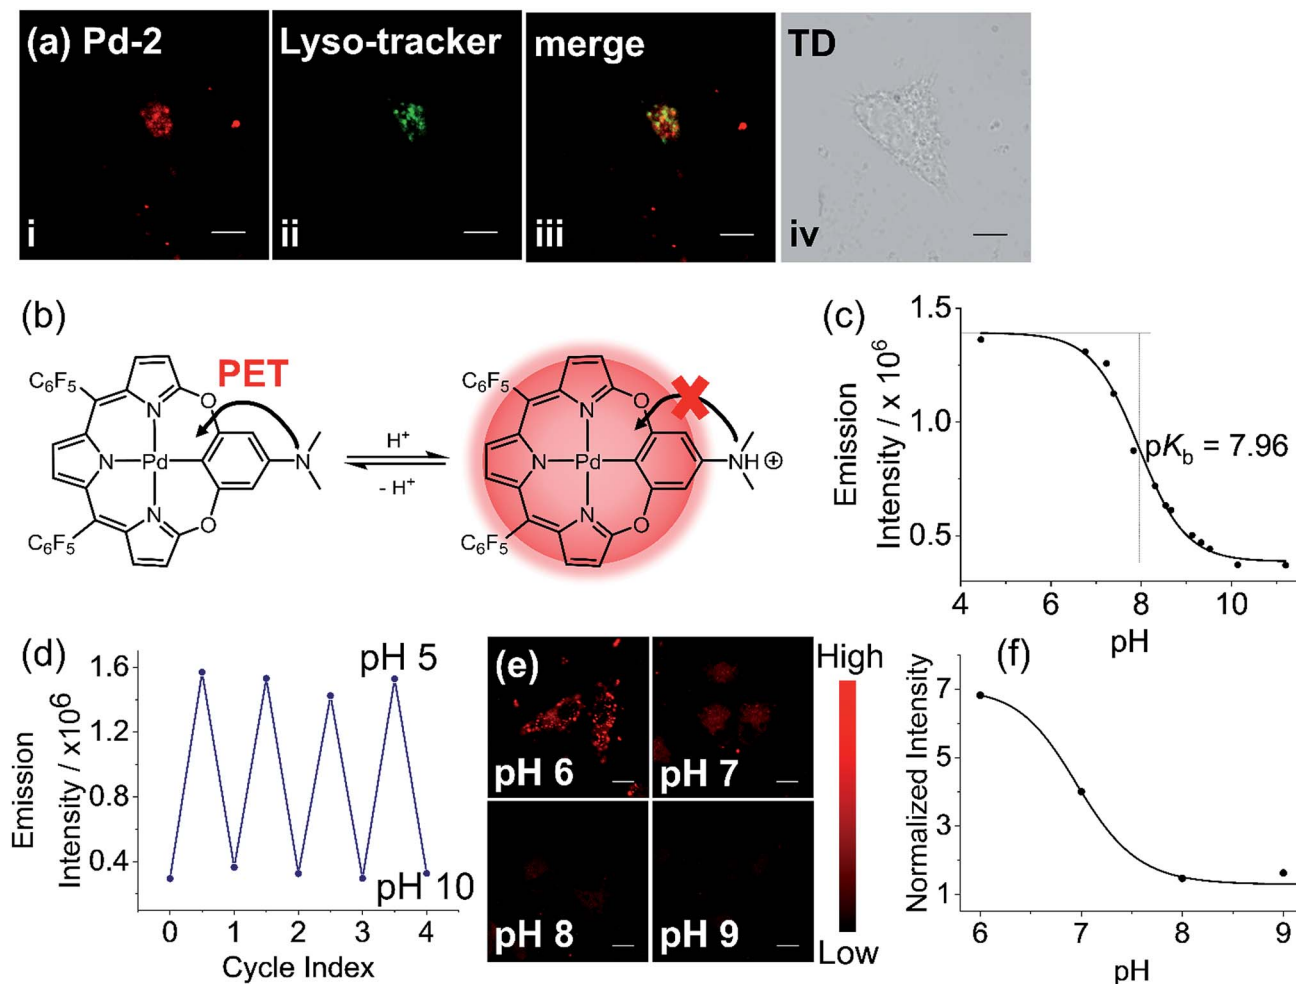 (a) Pd-2 Lyso-tracker merge TD
i ii iii iv
(b)
C₆F₅
PET
O
N
N
Pd
N
N
O
C₆F₅
H⁺
- H⁺
C₆F₅
O
N
N
Pd
NH ⊕
N
O
C₆F₅
(c)
Emission
Intensity / x 10⁶
1.5
1.0
0.5
pKb = 7.96
4 6 8 10
pH
(d)
Emission
Intensity / x10⁶
1.6
1.2
0.8
0.4
pH 5
pH 10
0 1 2 3 4
Cycle Index
(e)
pH 6 pH 7
pH 8 pH 9
High
Low
(f)
Normalized Intensity
7
5
3
1
6 7 8 9
pH